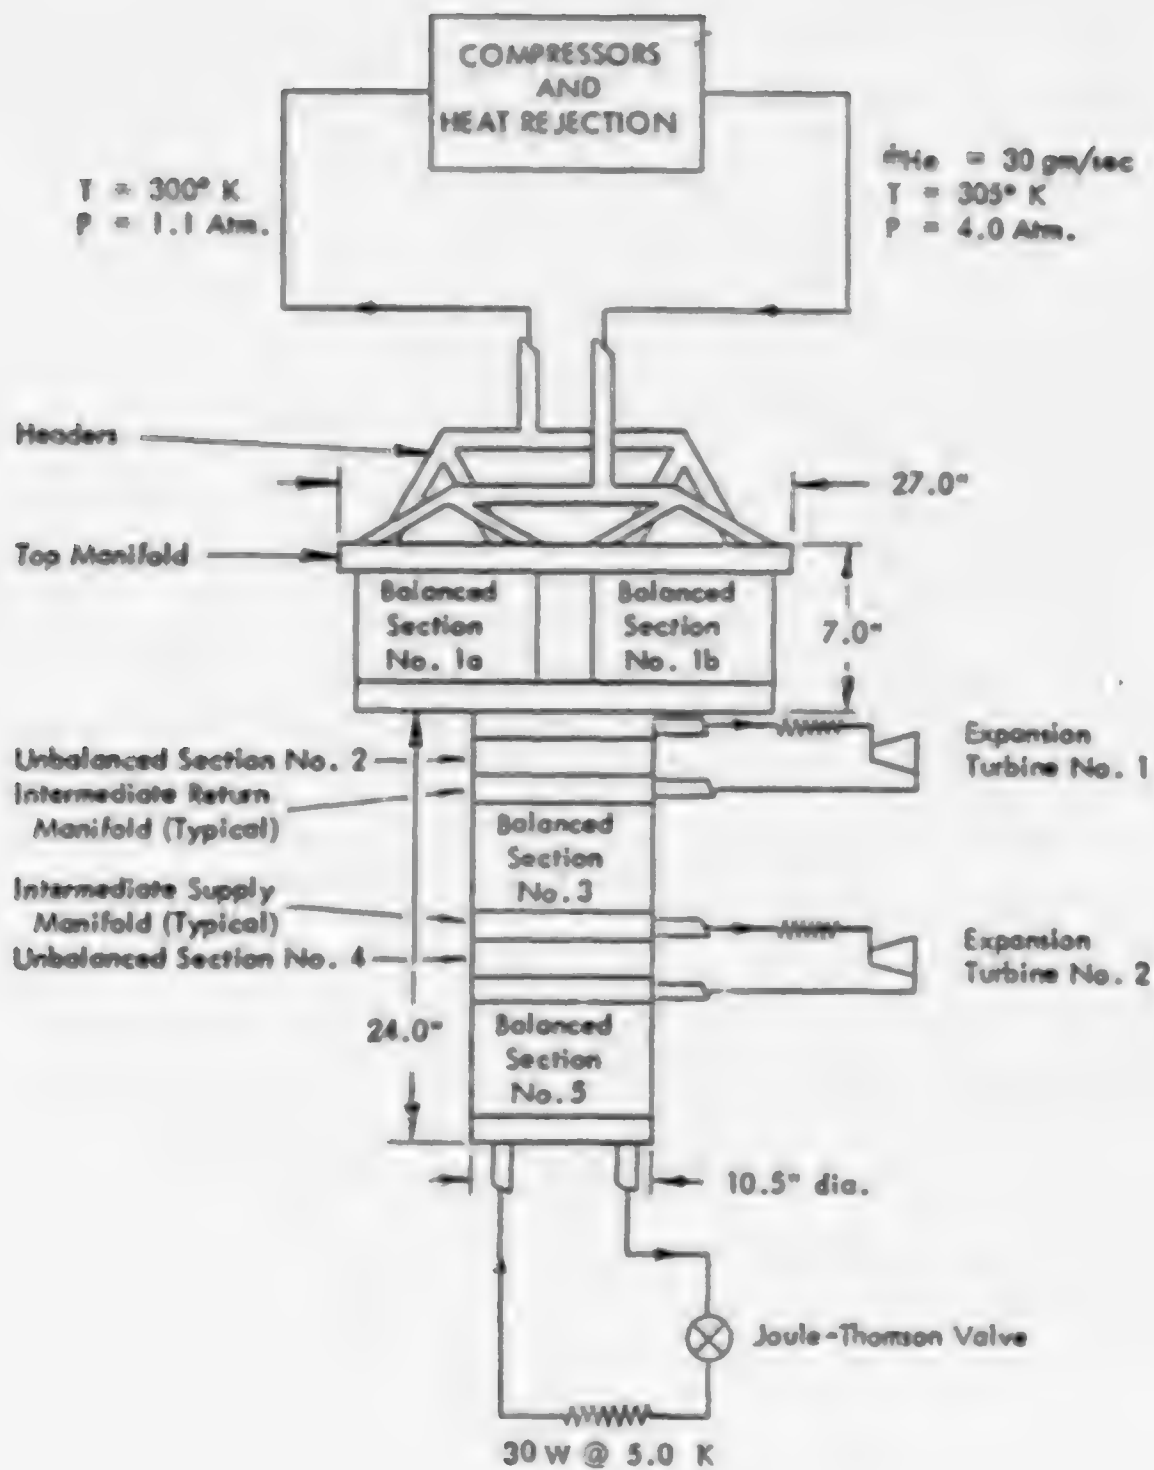 COMPRESSORS
AND
HEAT REJECTION
T = 300° K
P = 1.1 Atm.
ṁHe = 30 gm/sec
T = 305° K
P = 4.0 Atm.
Headers
27.0"
Top Manifold
Balanced
Section
No. 1a
Balanced
Section
No. 1b
7.0"
Unbalanced Section No. 2
Intermediate Return
Manifold (Typical)
Expansion
Turbine No. 1
Balanced
Section
No. 3
Intermediate Supply
Manifold (Typical)
Unbalanced Section No. 4
Expansion
Turbine No. 2
24.0"
Balanced
Section
No. 5
10.5" dia.
Joule-Thomson Valve
30 W @ 5.0 K